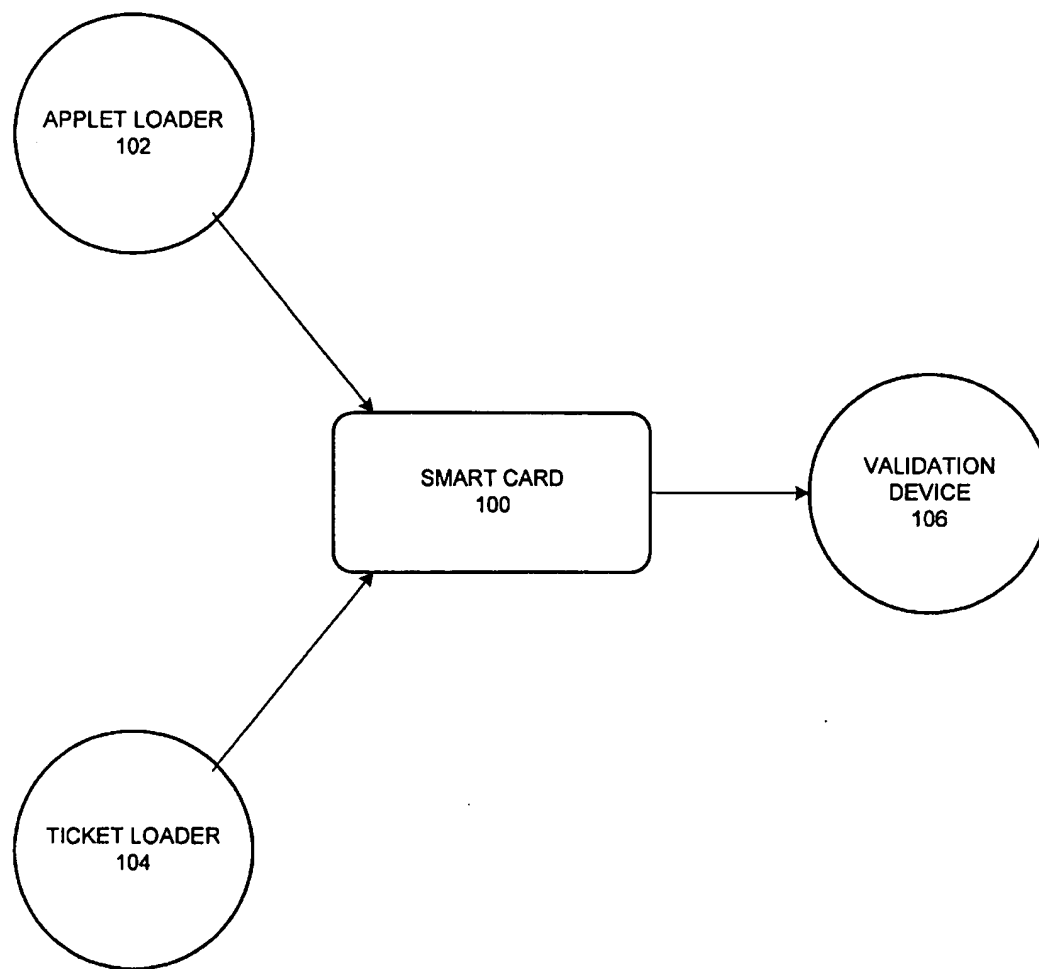 APPLET LOADER
102
SMART CARD
100
VALIDATION
DEVICE
106
TICKET LOADER
104